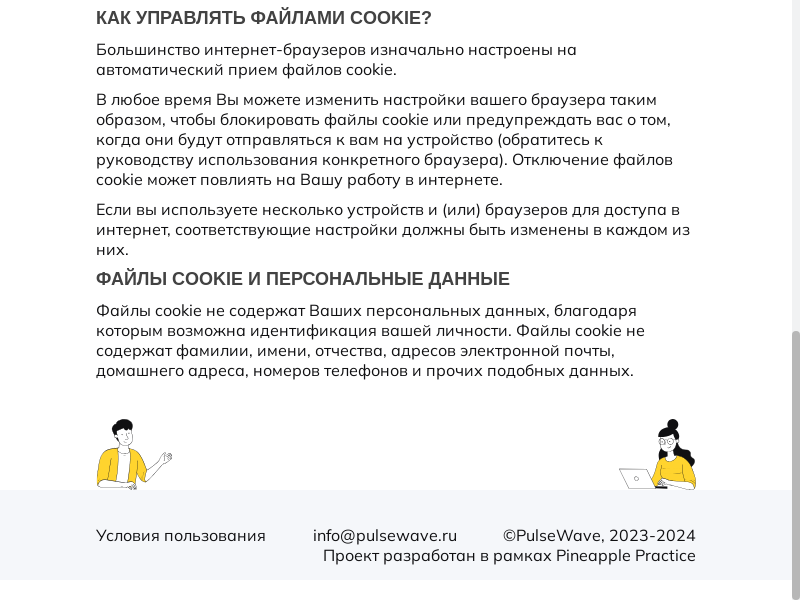 КАК УПРАВЛЯТЬ ФАЙЛАМИ COOKIE?
Большинство интернет-браузеров изначально настроены на
автоматический прием файлов cookie.
В любое время Вы можете изменить настройки вашего браузера таким
образом, чтобы блокировать файлы cookie или предупреждать вас о том,
когда они будут отправляться к вам на устройство (обратитесь к
руководству использования конкретного браузера). Отключение файлов
cookie может повлиять на Вашу работу в интернете.
Если вы используете несколько устройств и (или) браузеров для доступа в
интернет, соответствующие настройки должны быть изменены в каждом из
них.
ФАЙЛЫ COOKIE И ПЕРСОНАЛЬНЫЕ ДАННЫЕ
Файлы cookie не содержат Ваших персональных данных, благодаря
которым возможна идентификация вашей личности. Файлы cookie не
содержат фамилии, имени, отчества, адресов электронной почты,
домашнего адреса, номеров телефонов и прочих подобных данных.
Условия пользования info@pulsewave.ru ©PulseWave, 2023-2024
Проект разработан в рамках Pineapple Practice